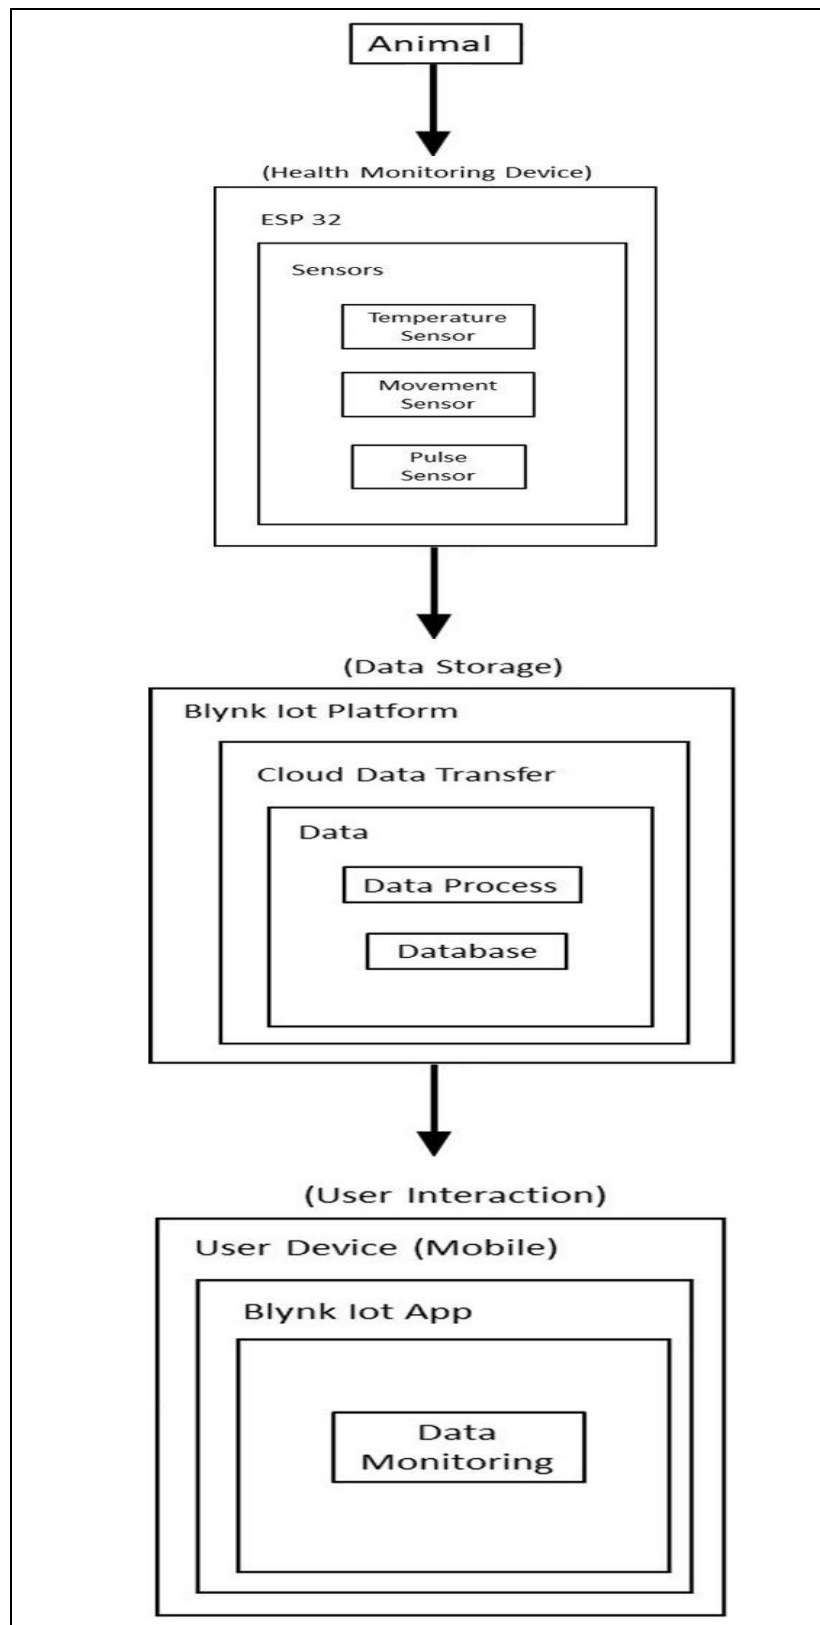 Animal
(Health Monitoring Device)
ESP 32
Sensors
Temperature
Sensor
Movement
Sensor
Pulse
Sensor
(Data Storage)
Blynk Iot Platform
Cloud Data Transfer
Data
Data Process
Database
(User Interaction)
User Device (Mobile)
Blynk Iot App
Data
Monitoring